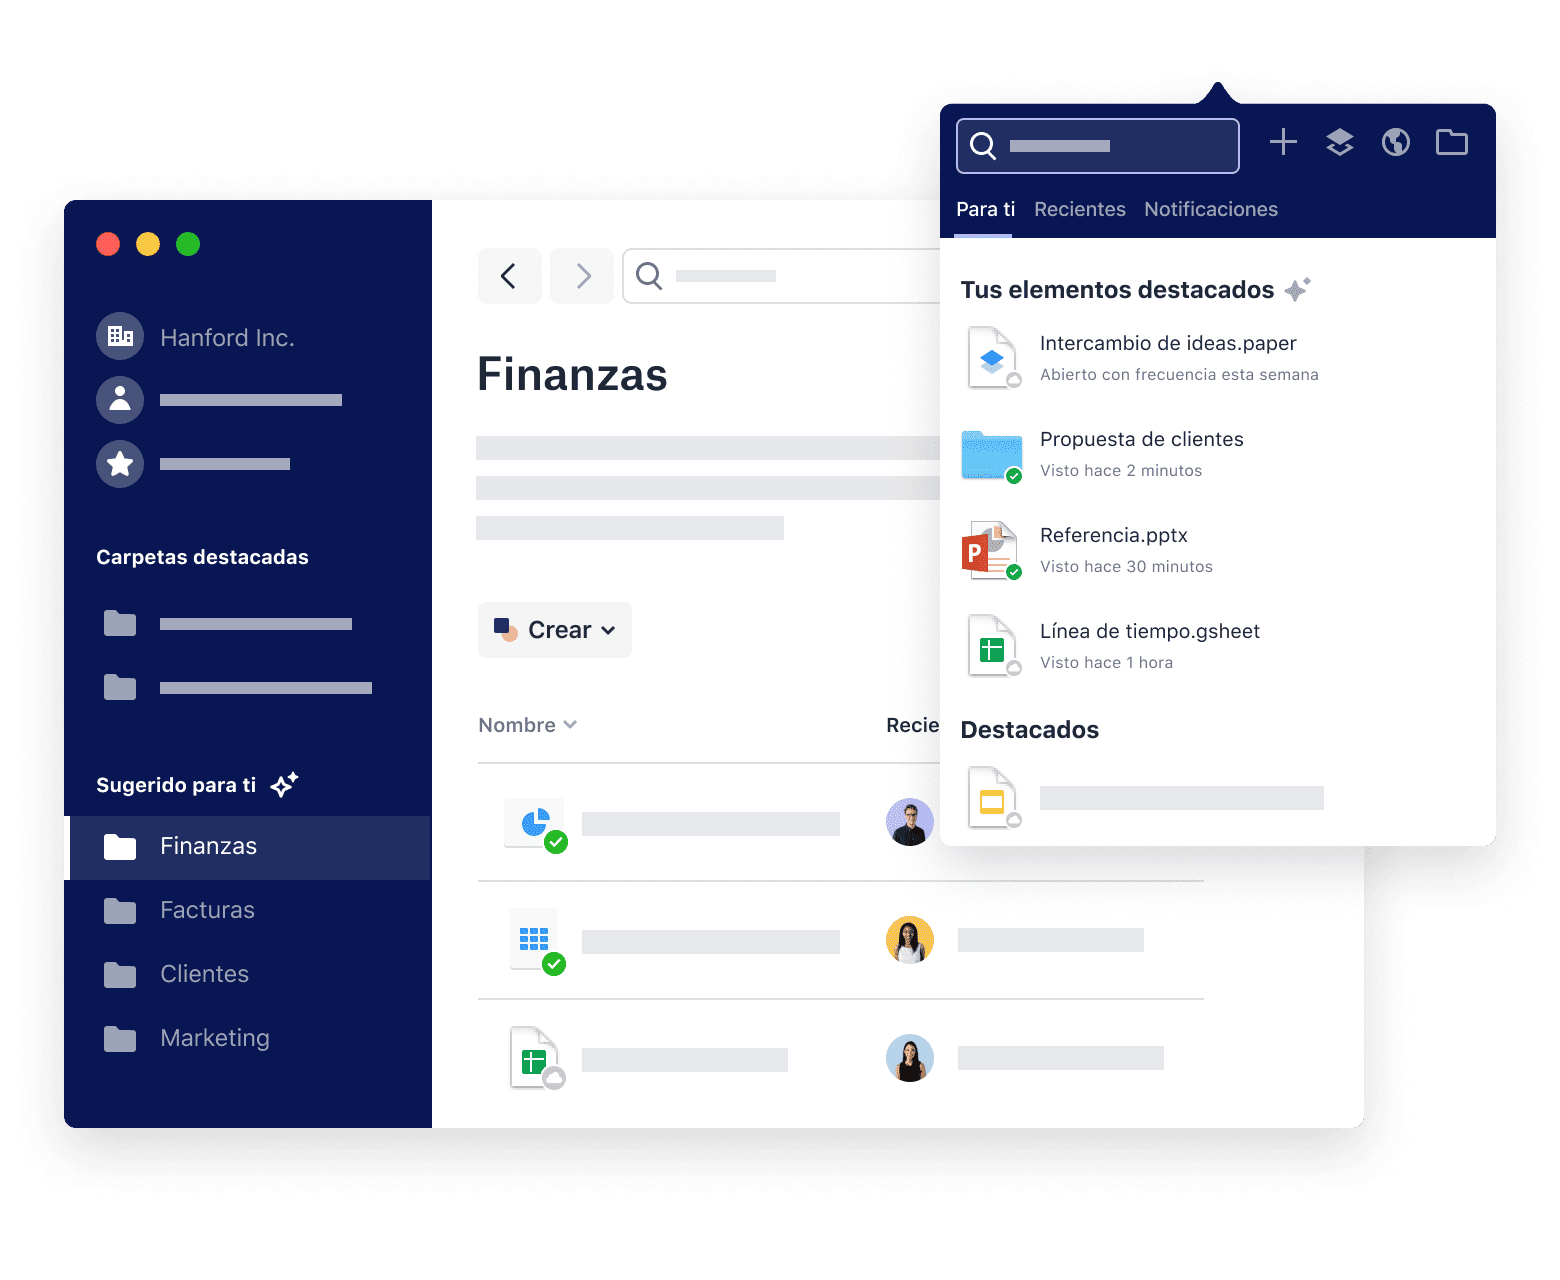 Hanford Inc.
Carpetas destacadas
Sugerido para ti
Finanzas
Facturas
Clientes
Marketing
Finanzas
Crear
Nombre
Recie
Para ti
Recientes
Notificaciones
Tus elementos destacados
Intercambio de ideas.paper
Abierto con frecuencia esta semana
Propuesta de clientes
Visto hace 2 minutos
P
Referencia.pptx
Visto hace 30 minutos
Línea de tiempo.gsheet
Visto hace 1 hora
Destacados